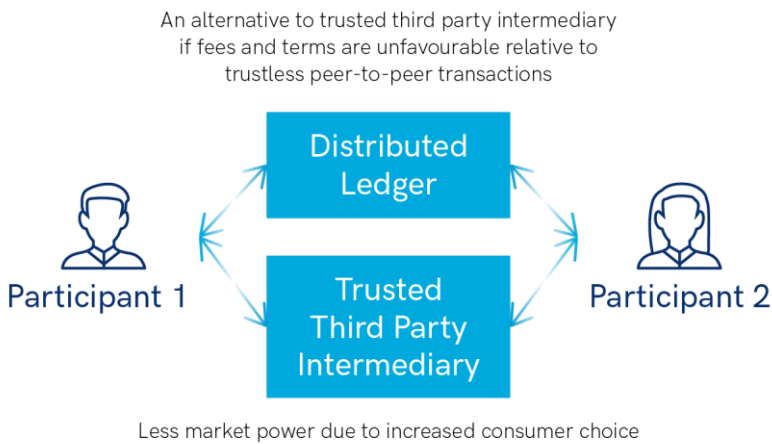 An alternative to trusted third party intermediary
if fees and terms are unfavourable relative to
trustless peer-to-peer transactions
Distributed
Ledger
Participant 1
Participant 2
Trusted
Third Party
Intermediary
Less market power due to increased consumer choice